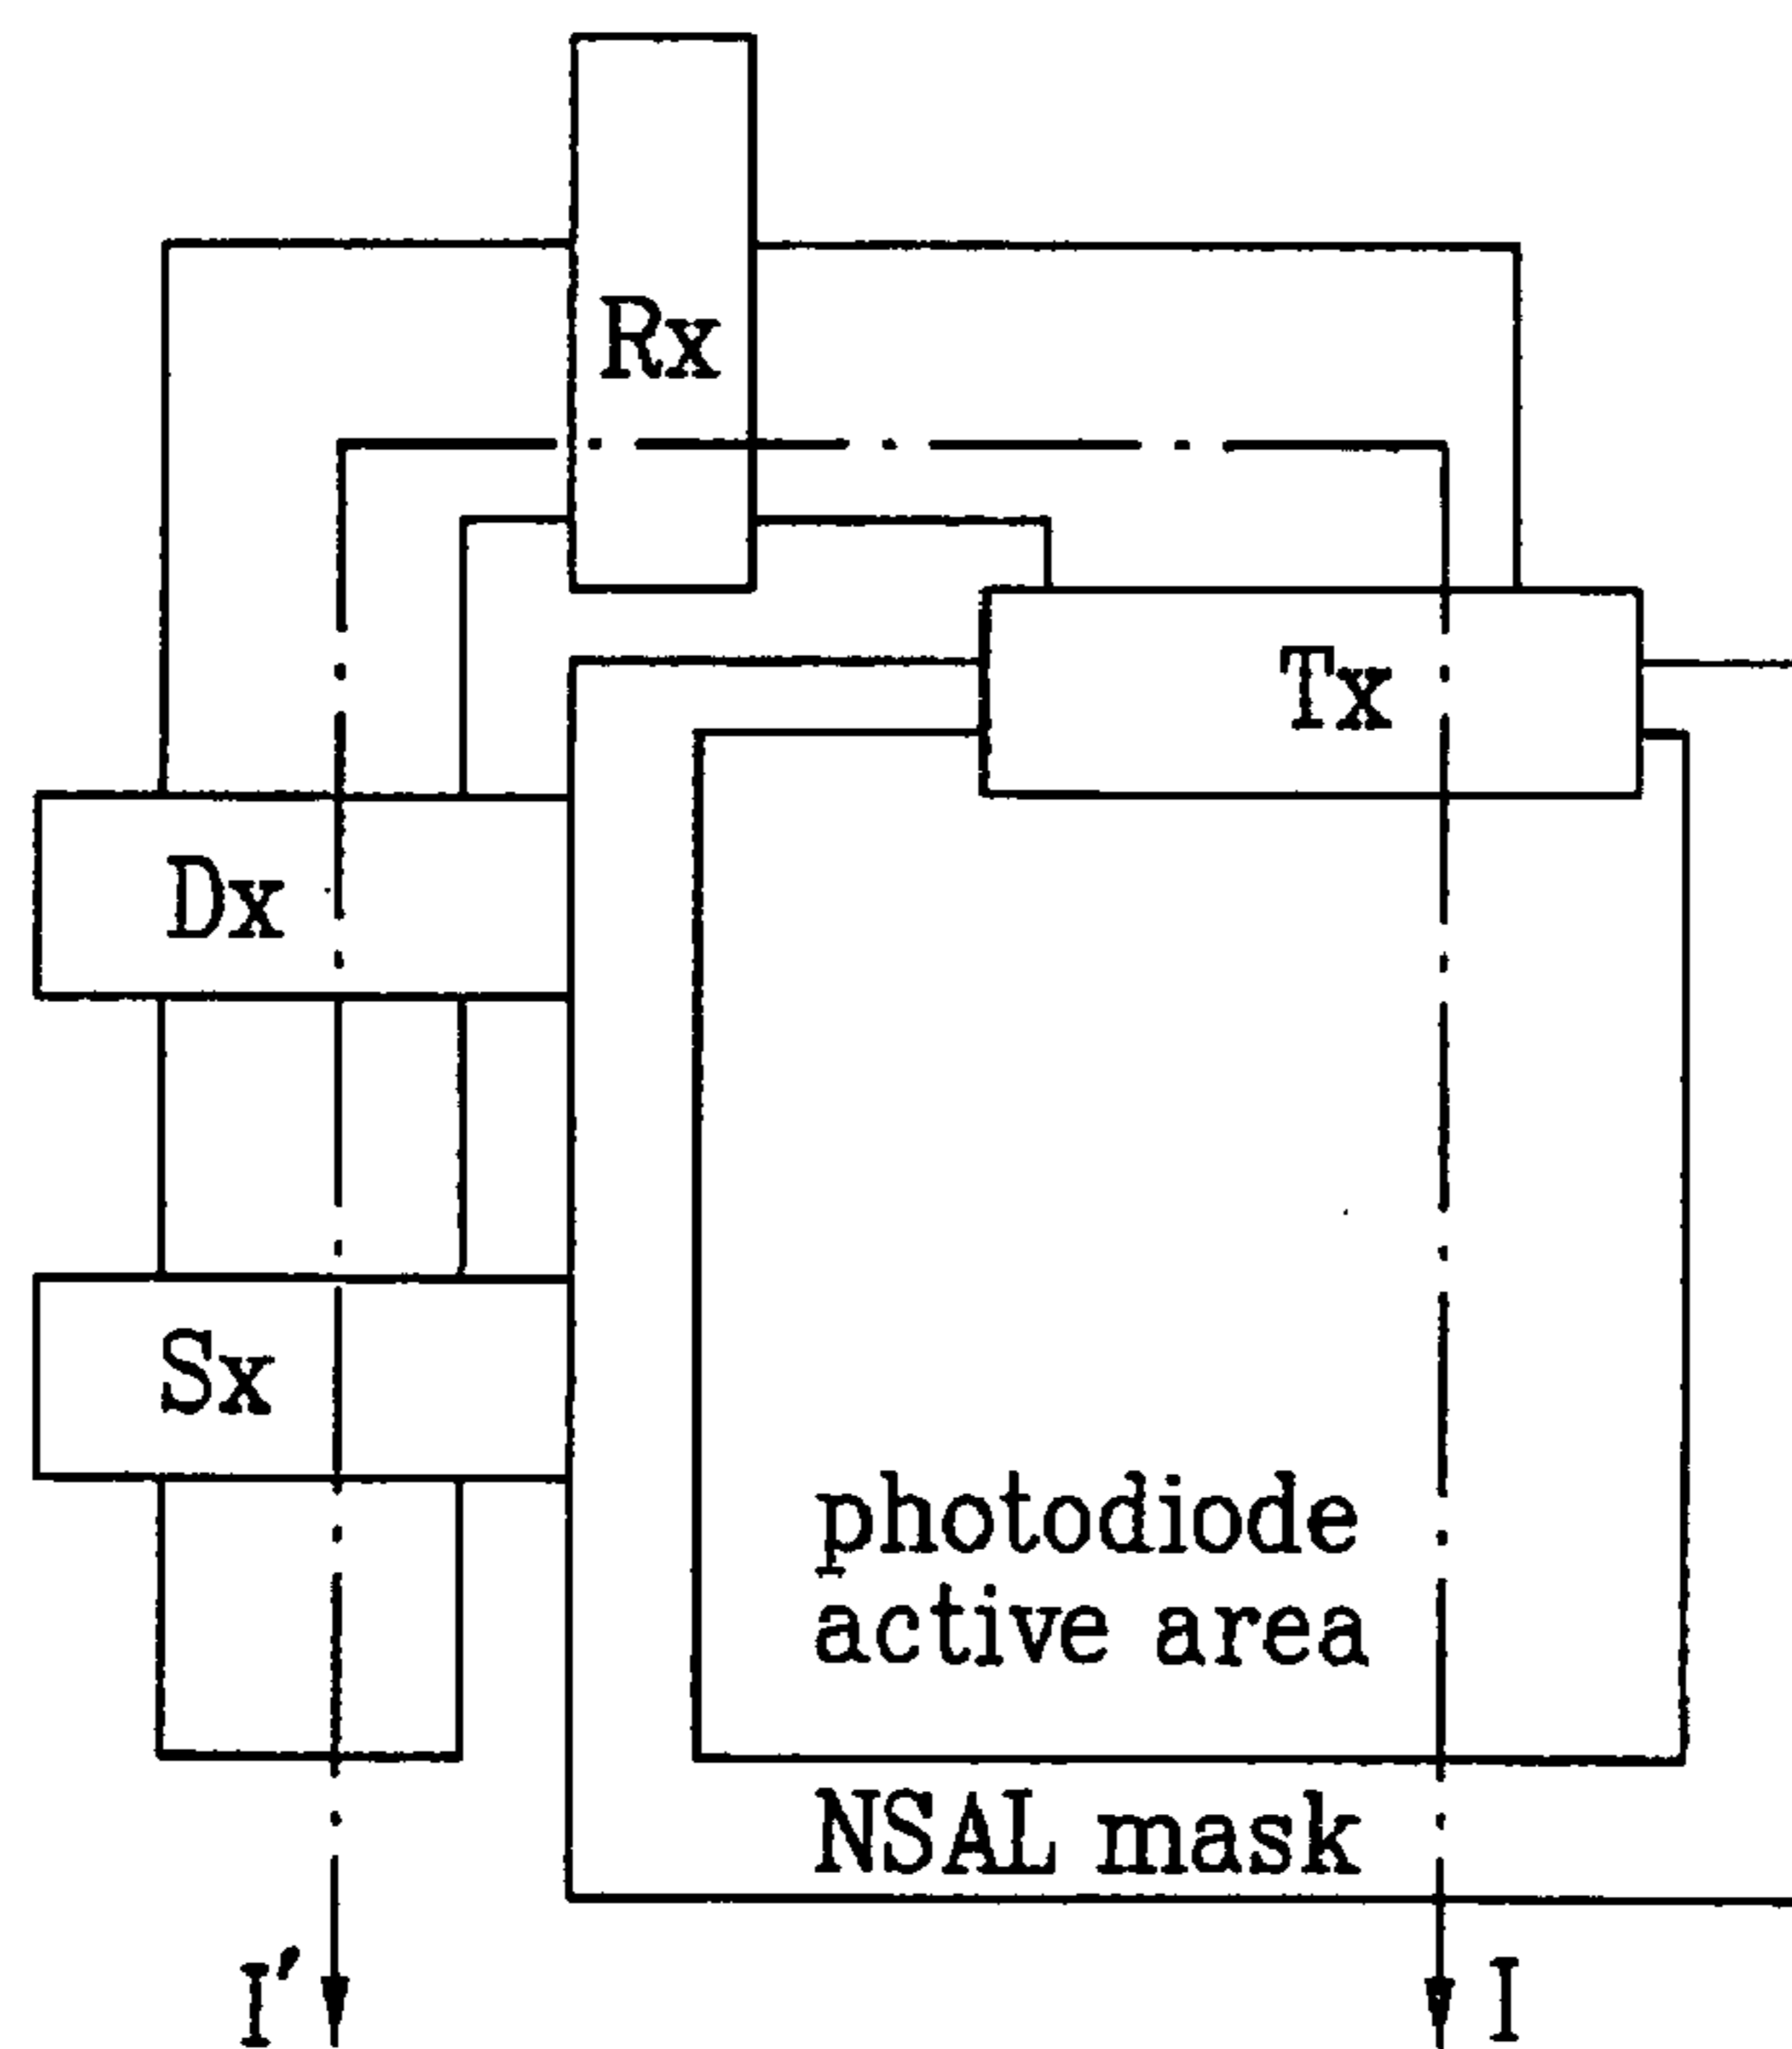 Rx
Tx
Dx
Sx
photodiode
active area
NSAL mask
I'
I